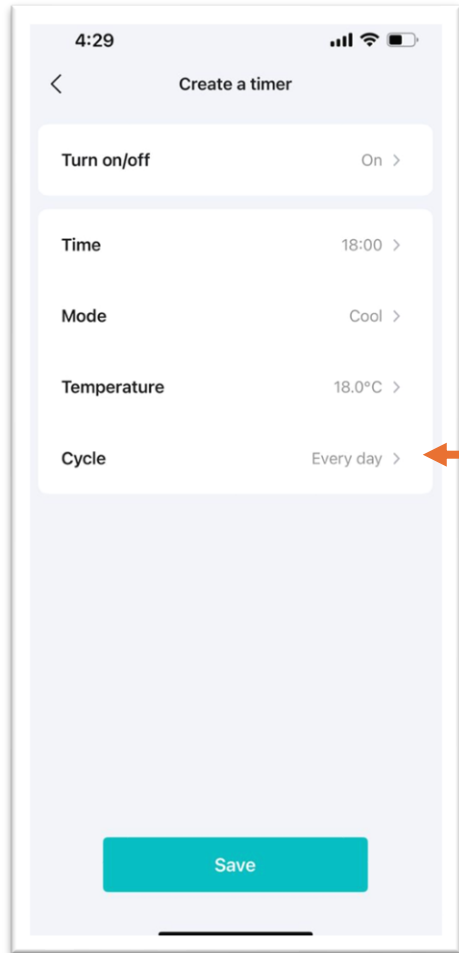 4:29
Create a timer
Turn on/off On
Time 18:00
Mode Cool
Temperature 18.0°C
Cycle Every day
Save